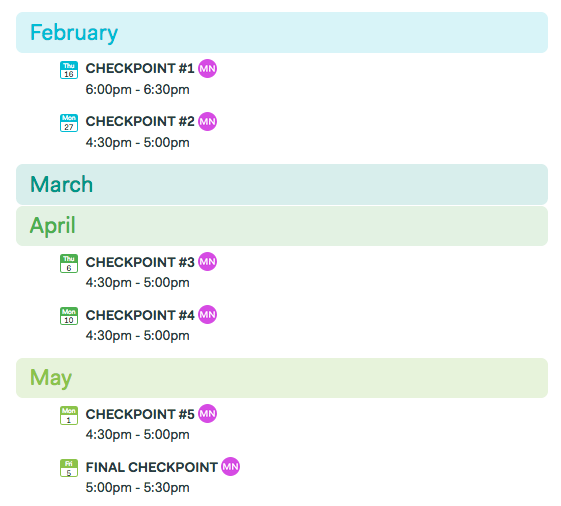 February
Thu
16
CHECKPOINT #1 MN
6:00pm - 6:30pm
Mon
27
CHECKPOINT #2 MN
4:30pm - 5:00pm
March
April
Thu
6
CHECKPOINT #3 MN
4:30pm - 5:00pm
Mon
10
CHECKPOINT #4 MN
4:30pm - 5:00pm
May
Mon
1
CHECKPOINT #5 MN
4:30pm - 5:00pm
Fri
5
FINAL CHECKPOINT MN
5:00pm - 5:30pm